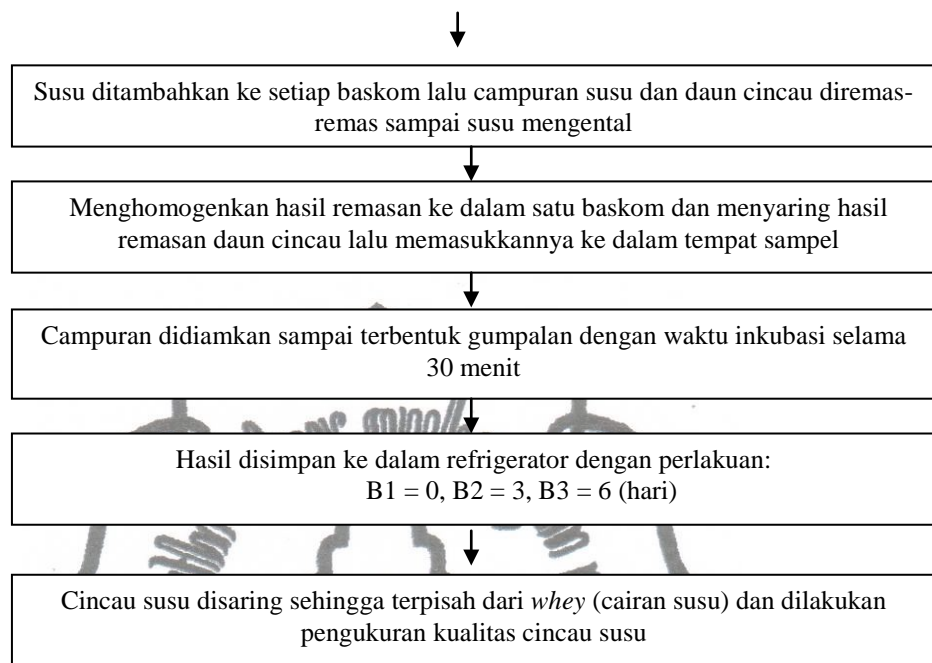 Susu ditambahkan ke setiap baskom lalu campuran susu dan daun cincau diremas-
remas sampai susu mengental
Menghomogenkan hasil remasan ke dalam satu baskom dan menyaring hasil
remasan daun cincau lalu memasukkannya ke dalam tempat sampel
Campuran didiamkan sampai terbentuk gumpalan dengan waktu inkubasi selama
30 menit
Hasil disimpan ke dalam refrigerator dengan perlakuan:
B1 = 0, B2 = 3, B3 = 6 (hari)
Cincau susu disaring sehingga terpisah dari whey (cairan susu) dan dilakukan
pengukuran kualitas cincau susu